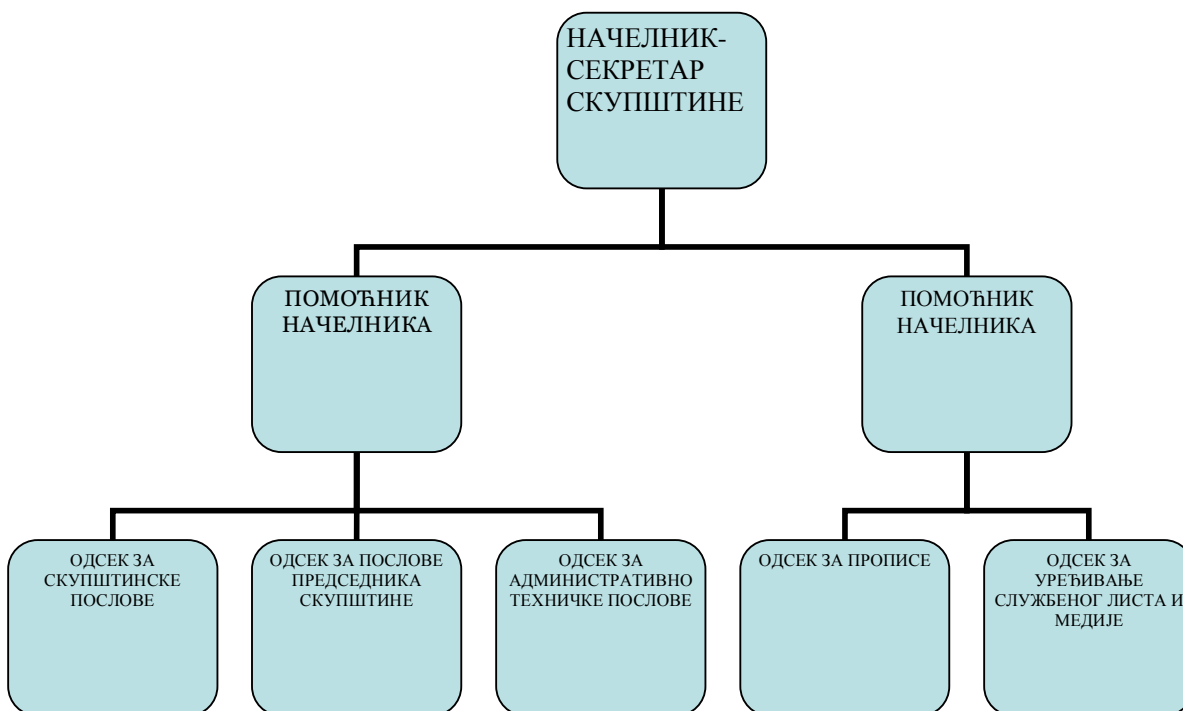 НАЧЕЛНИК-
СЕКРЕТАР
СКУПШТИНЕ
ПОМОЋНИК
НАЧЕЛНИКА
ПОМОЋНИК
НАЧЕЛНИКА
ОДСЕК ЗА
СКУПШТИНСКЕ
ПОСЛОВЕ
ОДСЕК ЗА ПОСЛОВЕ
ПРЕДСЕДНИКА
СКУПШТИНЕ
ОДСЕК ЗА
АДМИНИСТРАТИВНО
ТЕХНИЧКЕ ПОСЛОВЕ
ОДСЕК ЗА ПРОПИСЕ
ОДСЕК ЗА
УРЕЂИВАЊЕ
СЛУЖБЕНОГ ЛИСТА И
МЕДИЈЕ